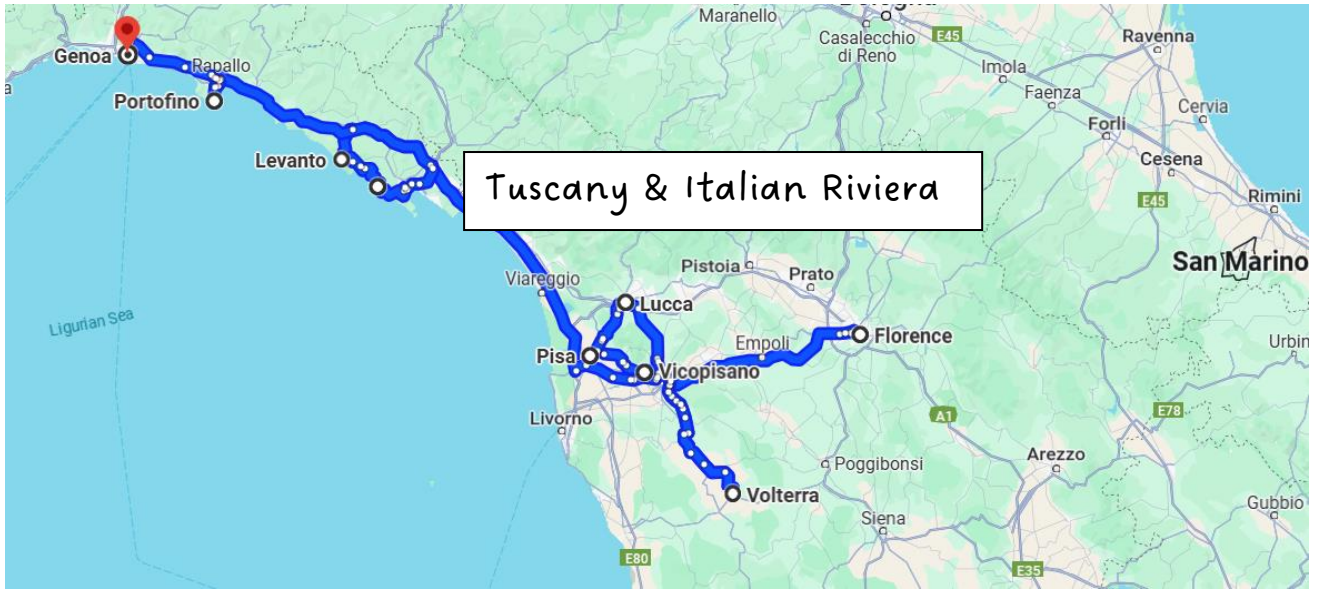 Maranello
Casalecchio
di Reno
E45
Ravenna
Genoa
Rapallo
Imola
Portofino
Faenza
Cervia
Forli
Levanto
Cesena
Tuscany & Italian Riviera
E45
Rimini
San Marino
Pistoia
Prato
Viareggio
Lucca
Ligurian Sea
Florence
Empoli
Pisa
Vicopisano
Livorno
A1
E78
Arezzo
Poggibonsi
Volterra
Siena
Gubbio
E80
E35